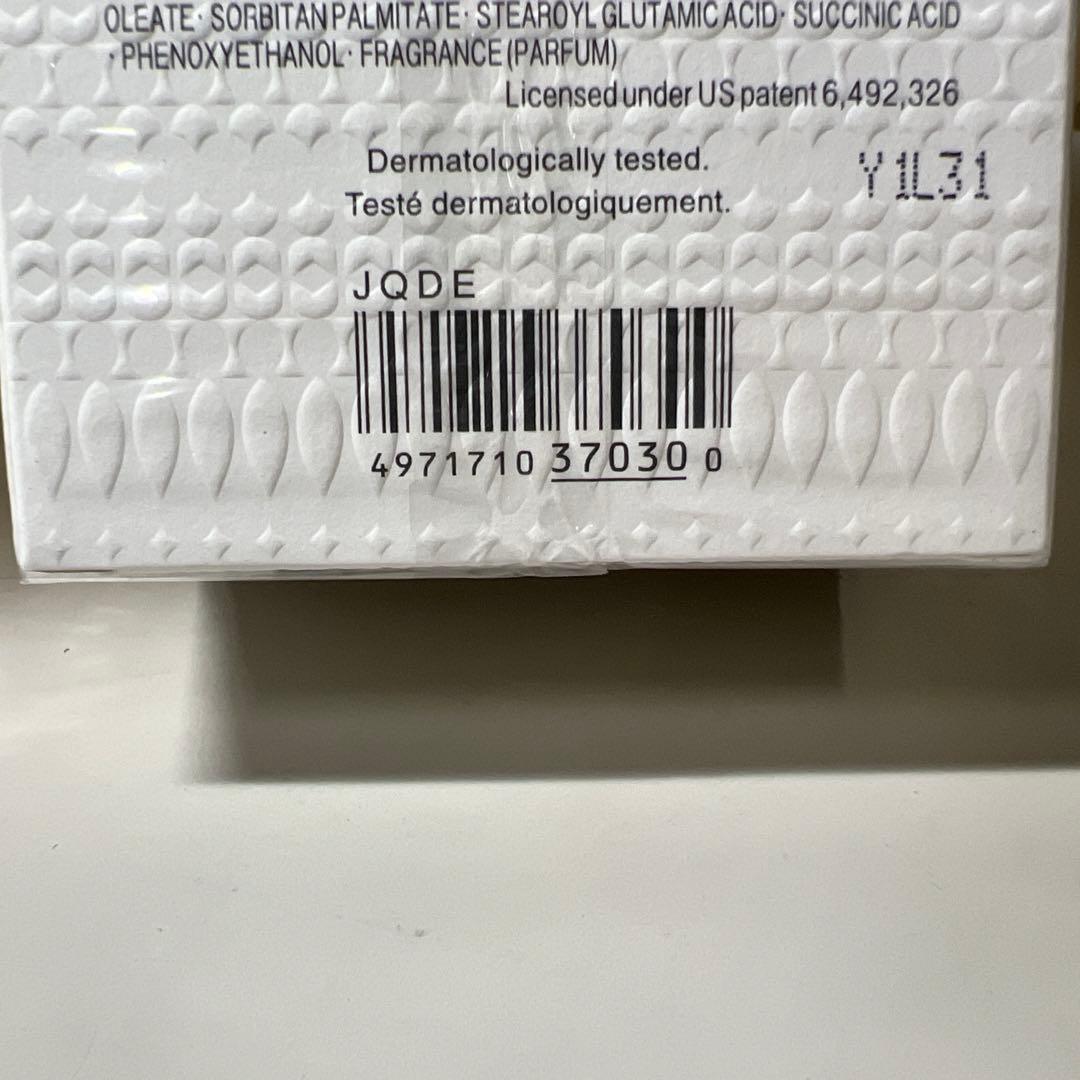 OLEATE· SORBITAN PALMITATE· STEAROYL GLUTAMIC ACID· SUCCINIC ACID
·PHENOXYETHANOL· FRAGRANCE (PARFUM)
Licensed under US patent 6,492,326
Dermatologically tested.
Testé dermatologiquement.
Y1L31
JQDE
4971710 37030 0